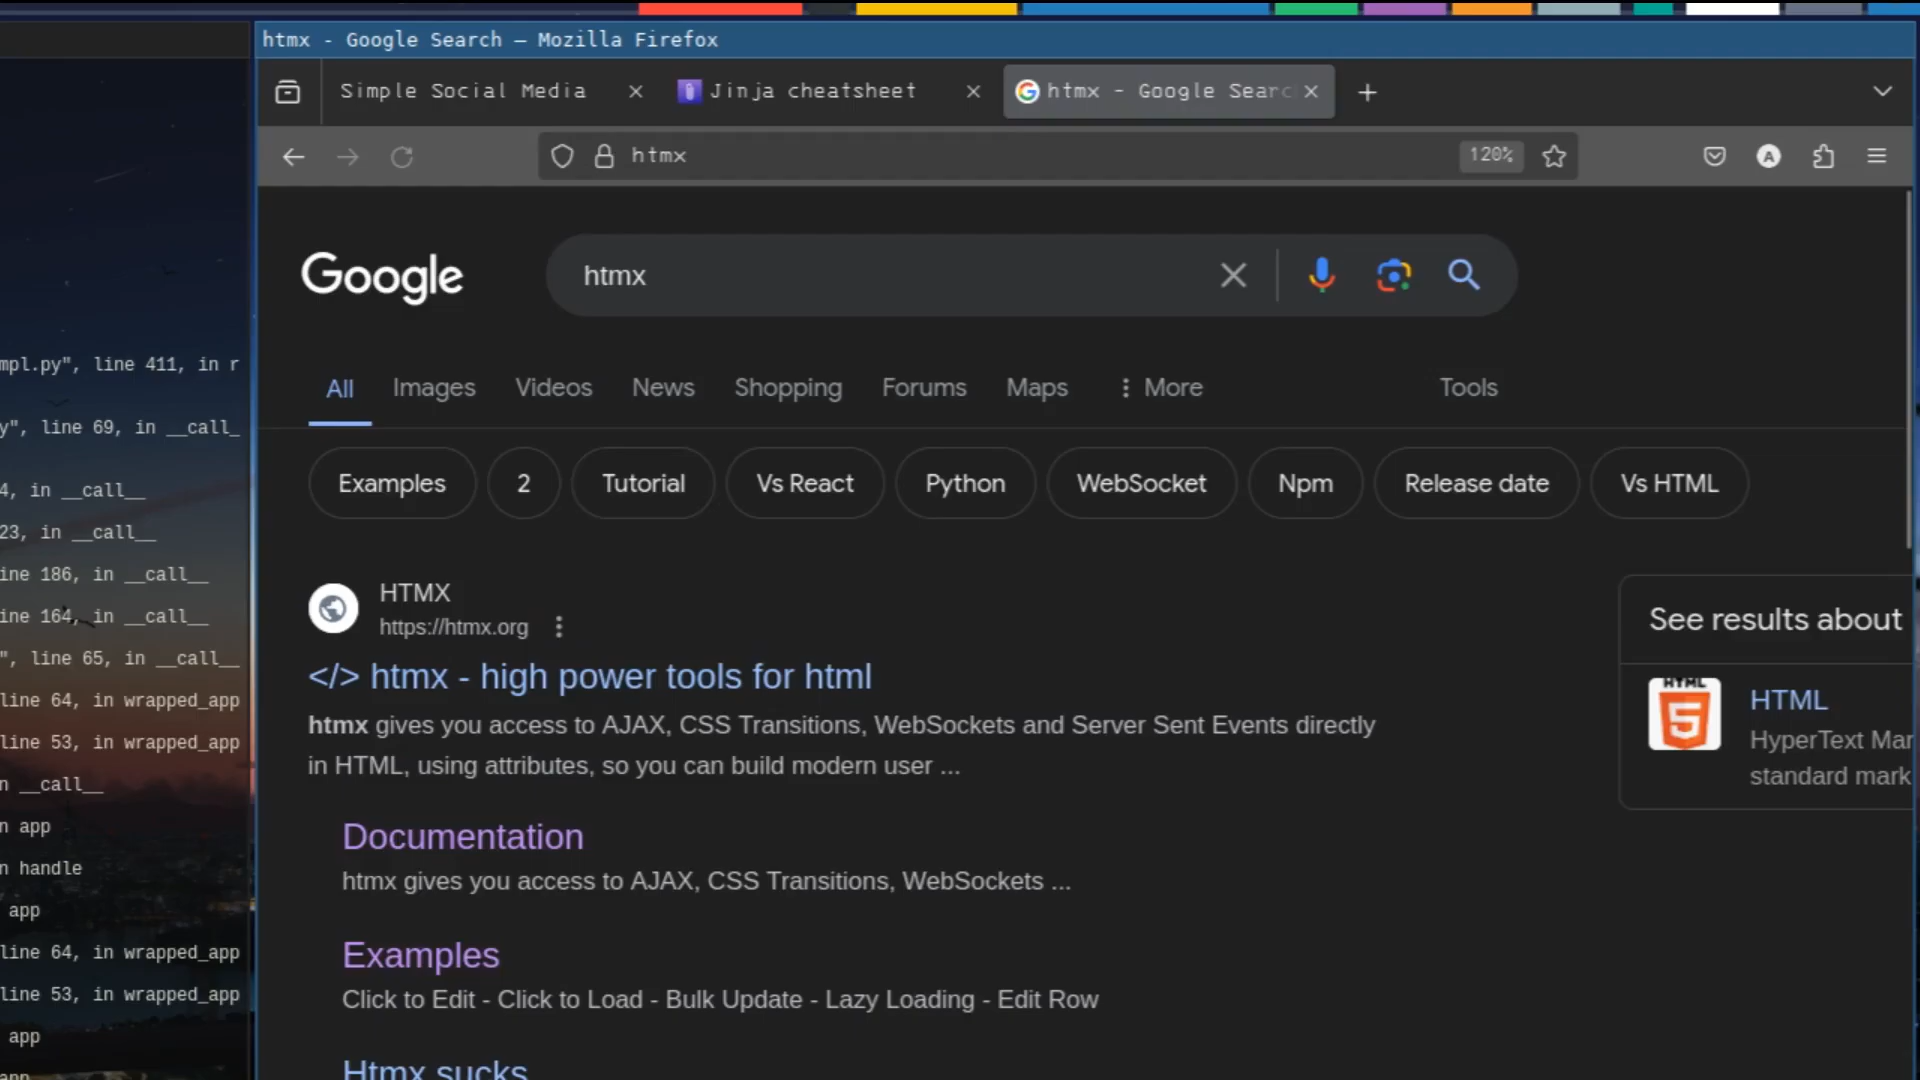 htmx - Google Search — Mozilla Firefox
Simple Social Media
Jinja cheatsheet
htmx - Google Searc
htmx
120%
A
Google
htmx
All
Images
Videos
News
Shopping
Forums
Maps
More
Tools
Examples
2
Tutorial
Vs React
Python
WebSocket
Npm
Release date
Vs HTML
HTMX
https://htmx.org
</> htmx - high power tools for html
htmx gives you access to AJAX, CSS Transitions, WebSockets and Server Sent Events directly
in HTML, using attributes, so you can build modern user ...
Documentation
htmx gives you access to AJAX, CSS Transitions, WebSockets ...
Examples
Click to Edit - Click to Load - Bulk Update - Lazy Loading - Edit Row
Htmx sucks
See results about
HTML
5
HTML
HyperText Mar
standard mark
mpl.py", line 411, in r
y", line 69, in __call_
4, in __call__
23, in __call__
ine 186, in __call__
ine 164, in __call__
", line 65, in __call__
line 64, in wrapped_app
line 53, in wrapped_app
n __call__
n app
n handle
app
line 64, in wrapped_app
line 53, in wrapped_app
app